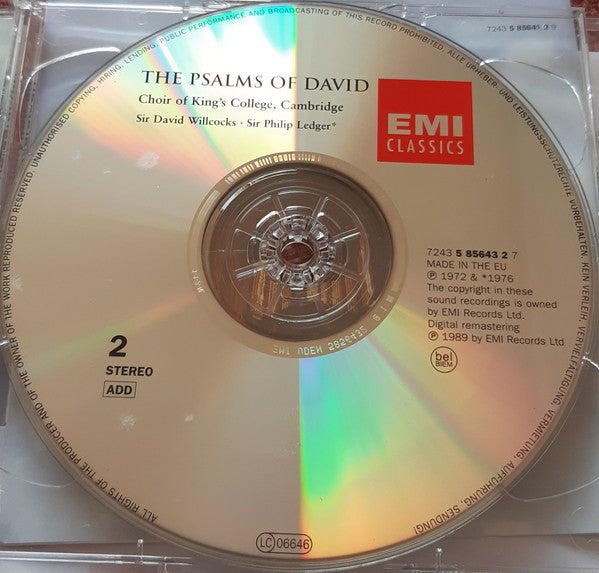 7243 5 85641 2 9
UNAUTHORISED COPYING, HIRING, LENDING, PUBLIC PERFORMANCE AND BROADCASTING OF THIS RECORD PROHIBITED. ALLE URHEBER- UND LEISTUNGSSCHUTZRECHTE VORBEHALTEN. KEIN VERLEIH, VERVIELFÄLTIGUNG, VERMIETUNG, AUFFÜHRUNG, SENDUNG!
ALL RIGHTS OF THE PRODUCER AND OF THE OWNER OF THE WORK REPRODUCED RESERVED.
THE PSALMS OF DAVID
Choir of King's College, Cambridge
Sir David Willcocks · Sir Philip Ledger*
EMI
CLASSICS
7243 5 85643 2 7
MADE IN THE EU
℗ 1972 & *1976
The copyright in these
sound recordings is owned
by EMI Records Ltd.
Digital remastering
℗ 1989 by EMI Records Ltd
bel
BIEM
2
STEREO
ADD
EMI UDEN
LC 06646